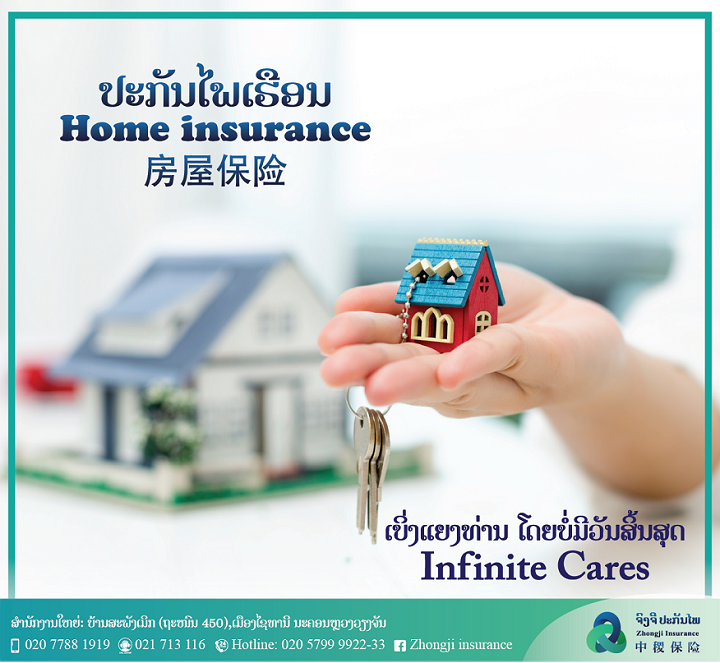 ປະກັນໄພເຮືອນ
Home insurance
房屋保险
ເບິ່ງແຍງທ່ານ ໂດຍບໍ່ມີວັນສິ້ນສຸດ
Infinite Cares
ສຳນັກງານໃຫຍ່: ບ້ານສະພັງເມິກ (ຖະໜົນ 450),ເມືອງໄຊທານີ ນະຄອນຫຼວງວຽງຈັນ
020 7788 1919 021 713 116 Hotline: 020 5799 9922-33 Zhongji insurance
ຈົງຈີ ປະກັນໄພ
Zhongji Insurance
中稷保险